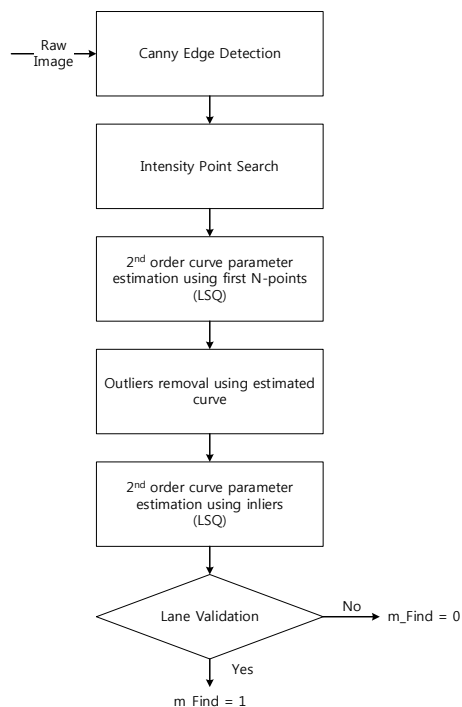 Raw
Image
Canny Edge Detection
Intensity Point Search
2nd order curve parameter
estimation using first N-points
(LSQ)
Outliers removal using estimated
curve
2nd order curve parameter
estimation using inliers
(LSQ)
Lane Validation
No
m_Find = 0
Yes
m_Find = 1